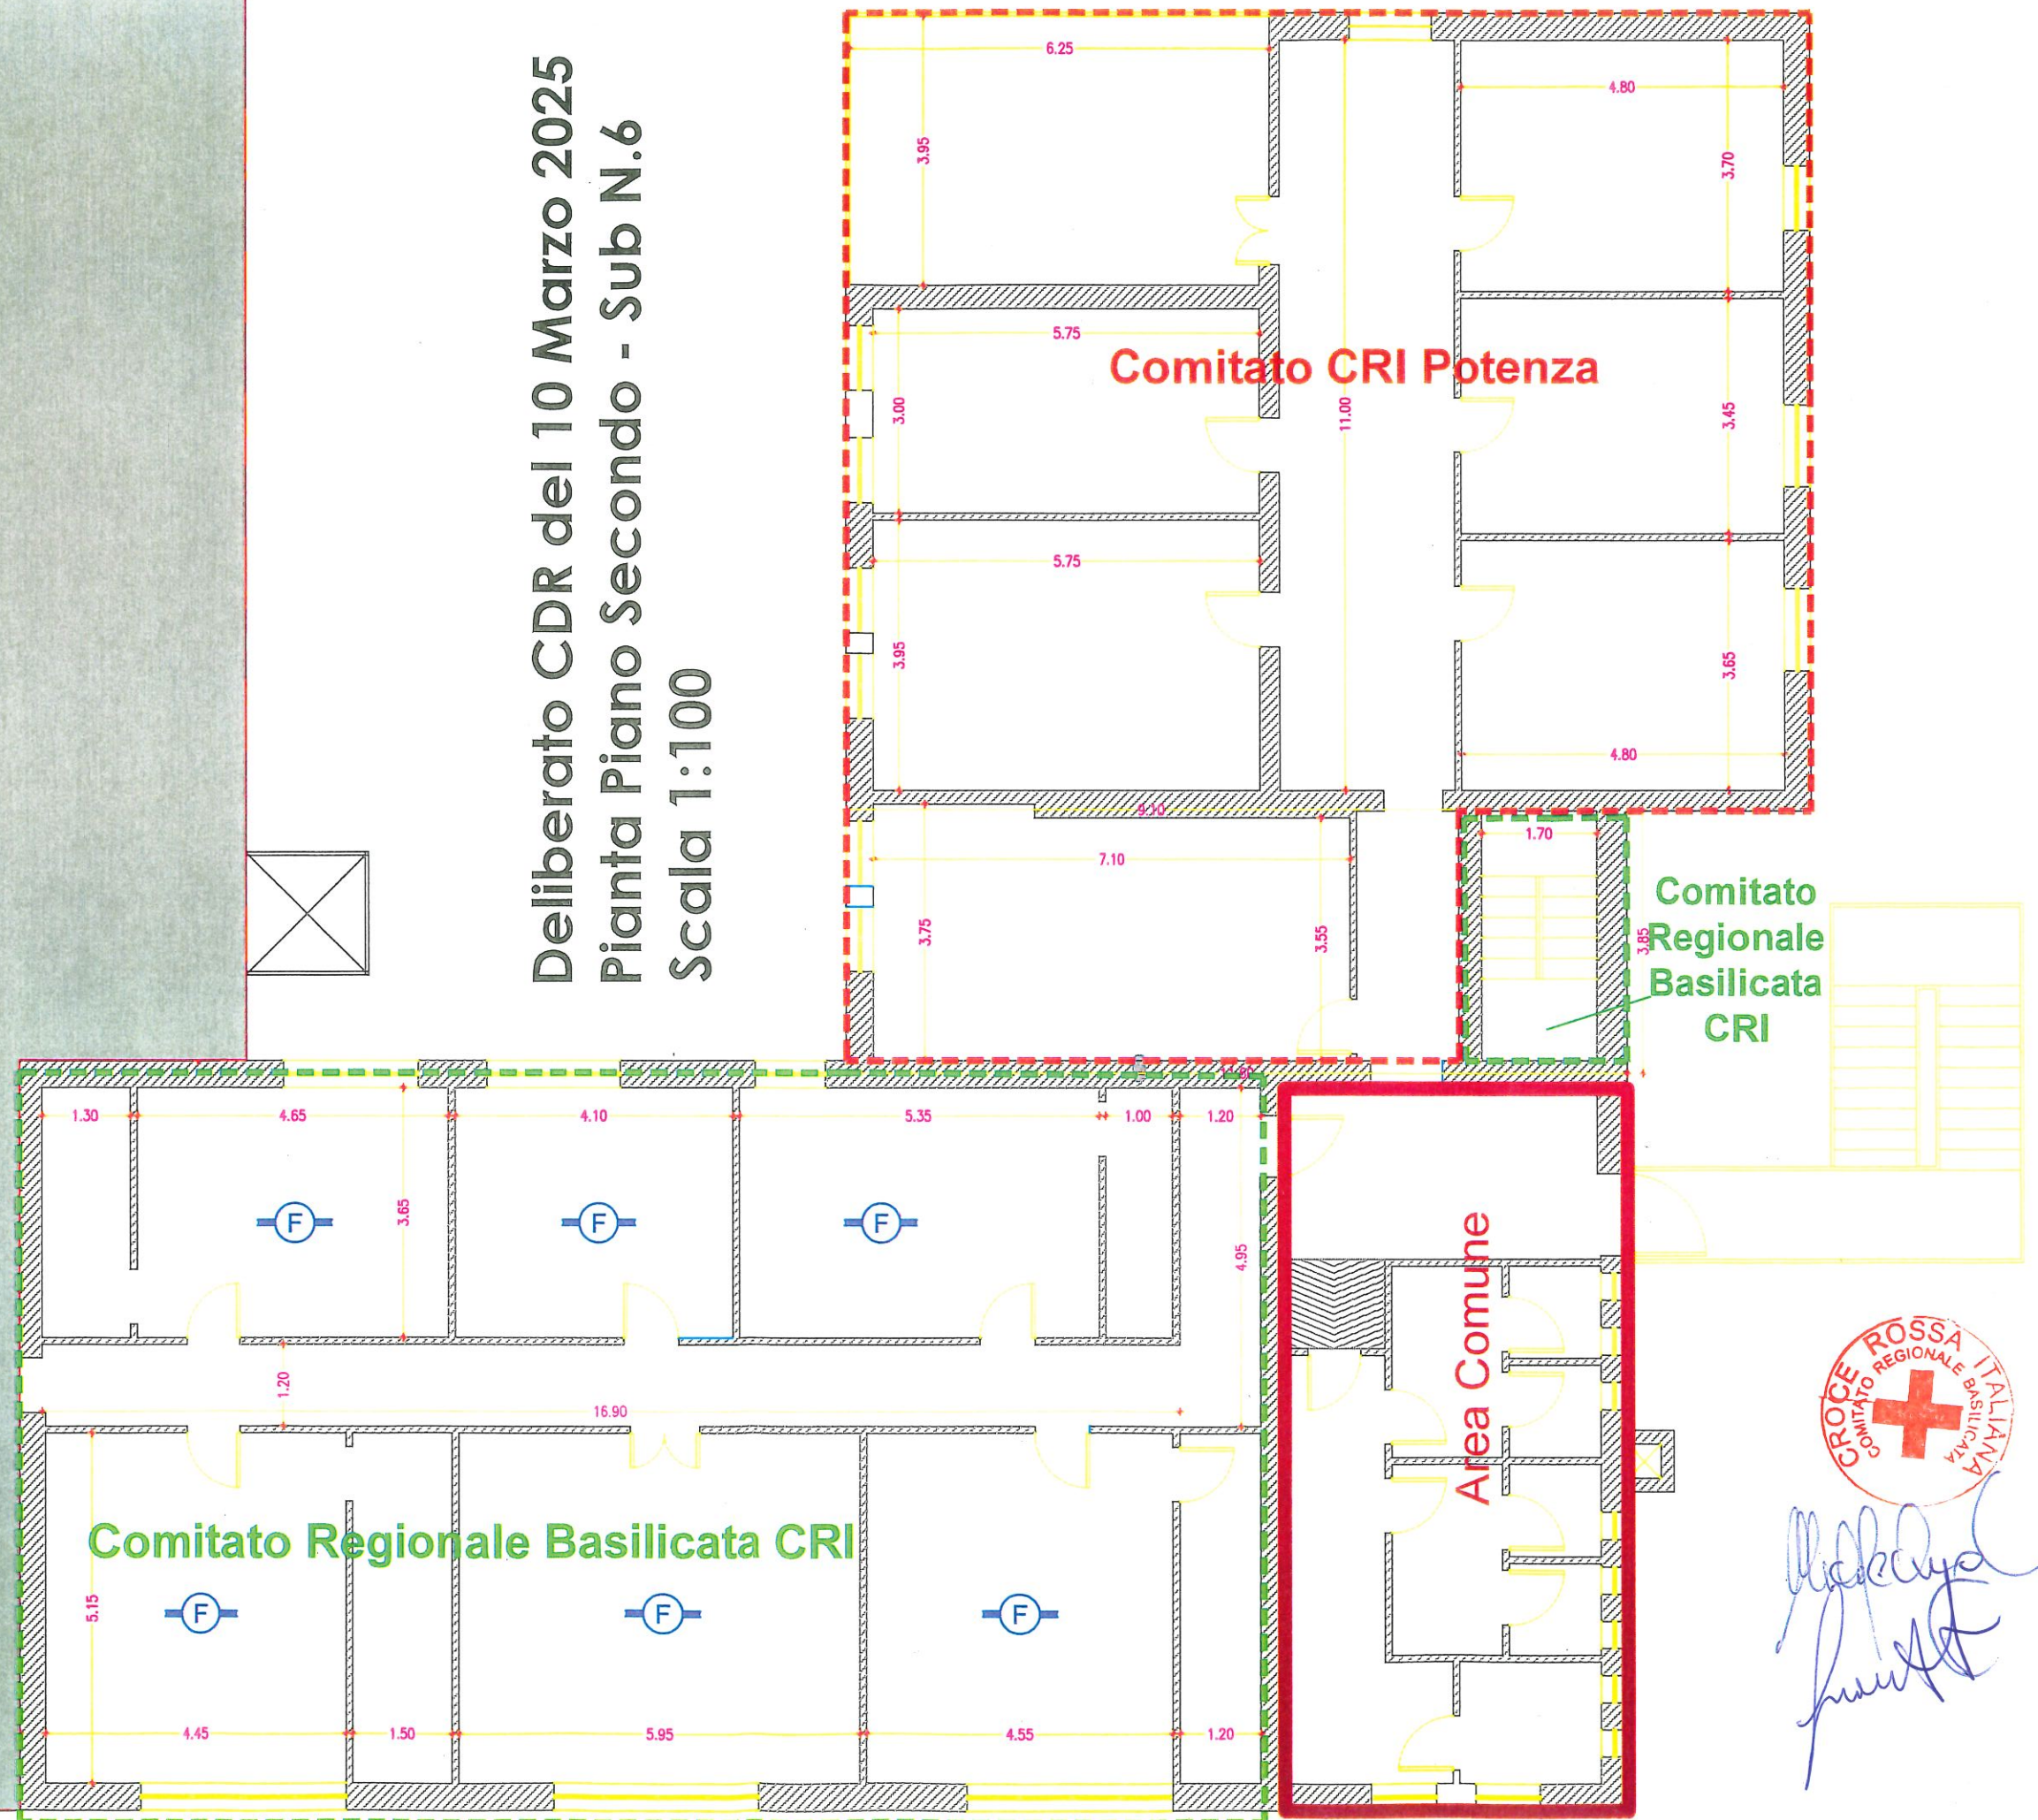 Deliberato CDR del 10 Marzo 2025
Pianta Piano Secondo - Sub N.6
Scala 1:100
6.25
4.80
3.95
3.70
5.75
Comitato CRI Potenza
3.00
11.00
3.45
5.75
3.95
3.65
4.80
9.10
7.10
3.75
3.55
1.70
3.85
Comitato
Regionale
Basilicata
CRI
1.30
4.65
4.10
5.35
1.00
1.20
3.65
F
F
F
4.95
Area Comune
1.20
16.90
Comitato Regionale Basilicata CRI
5.15
F
F
F
4.45
1.50
5.95
4.55
1.20
CROCE ROSSA ITALIANA
COMITATO REGIONALE BASILICATA